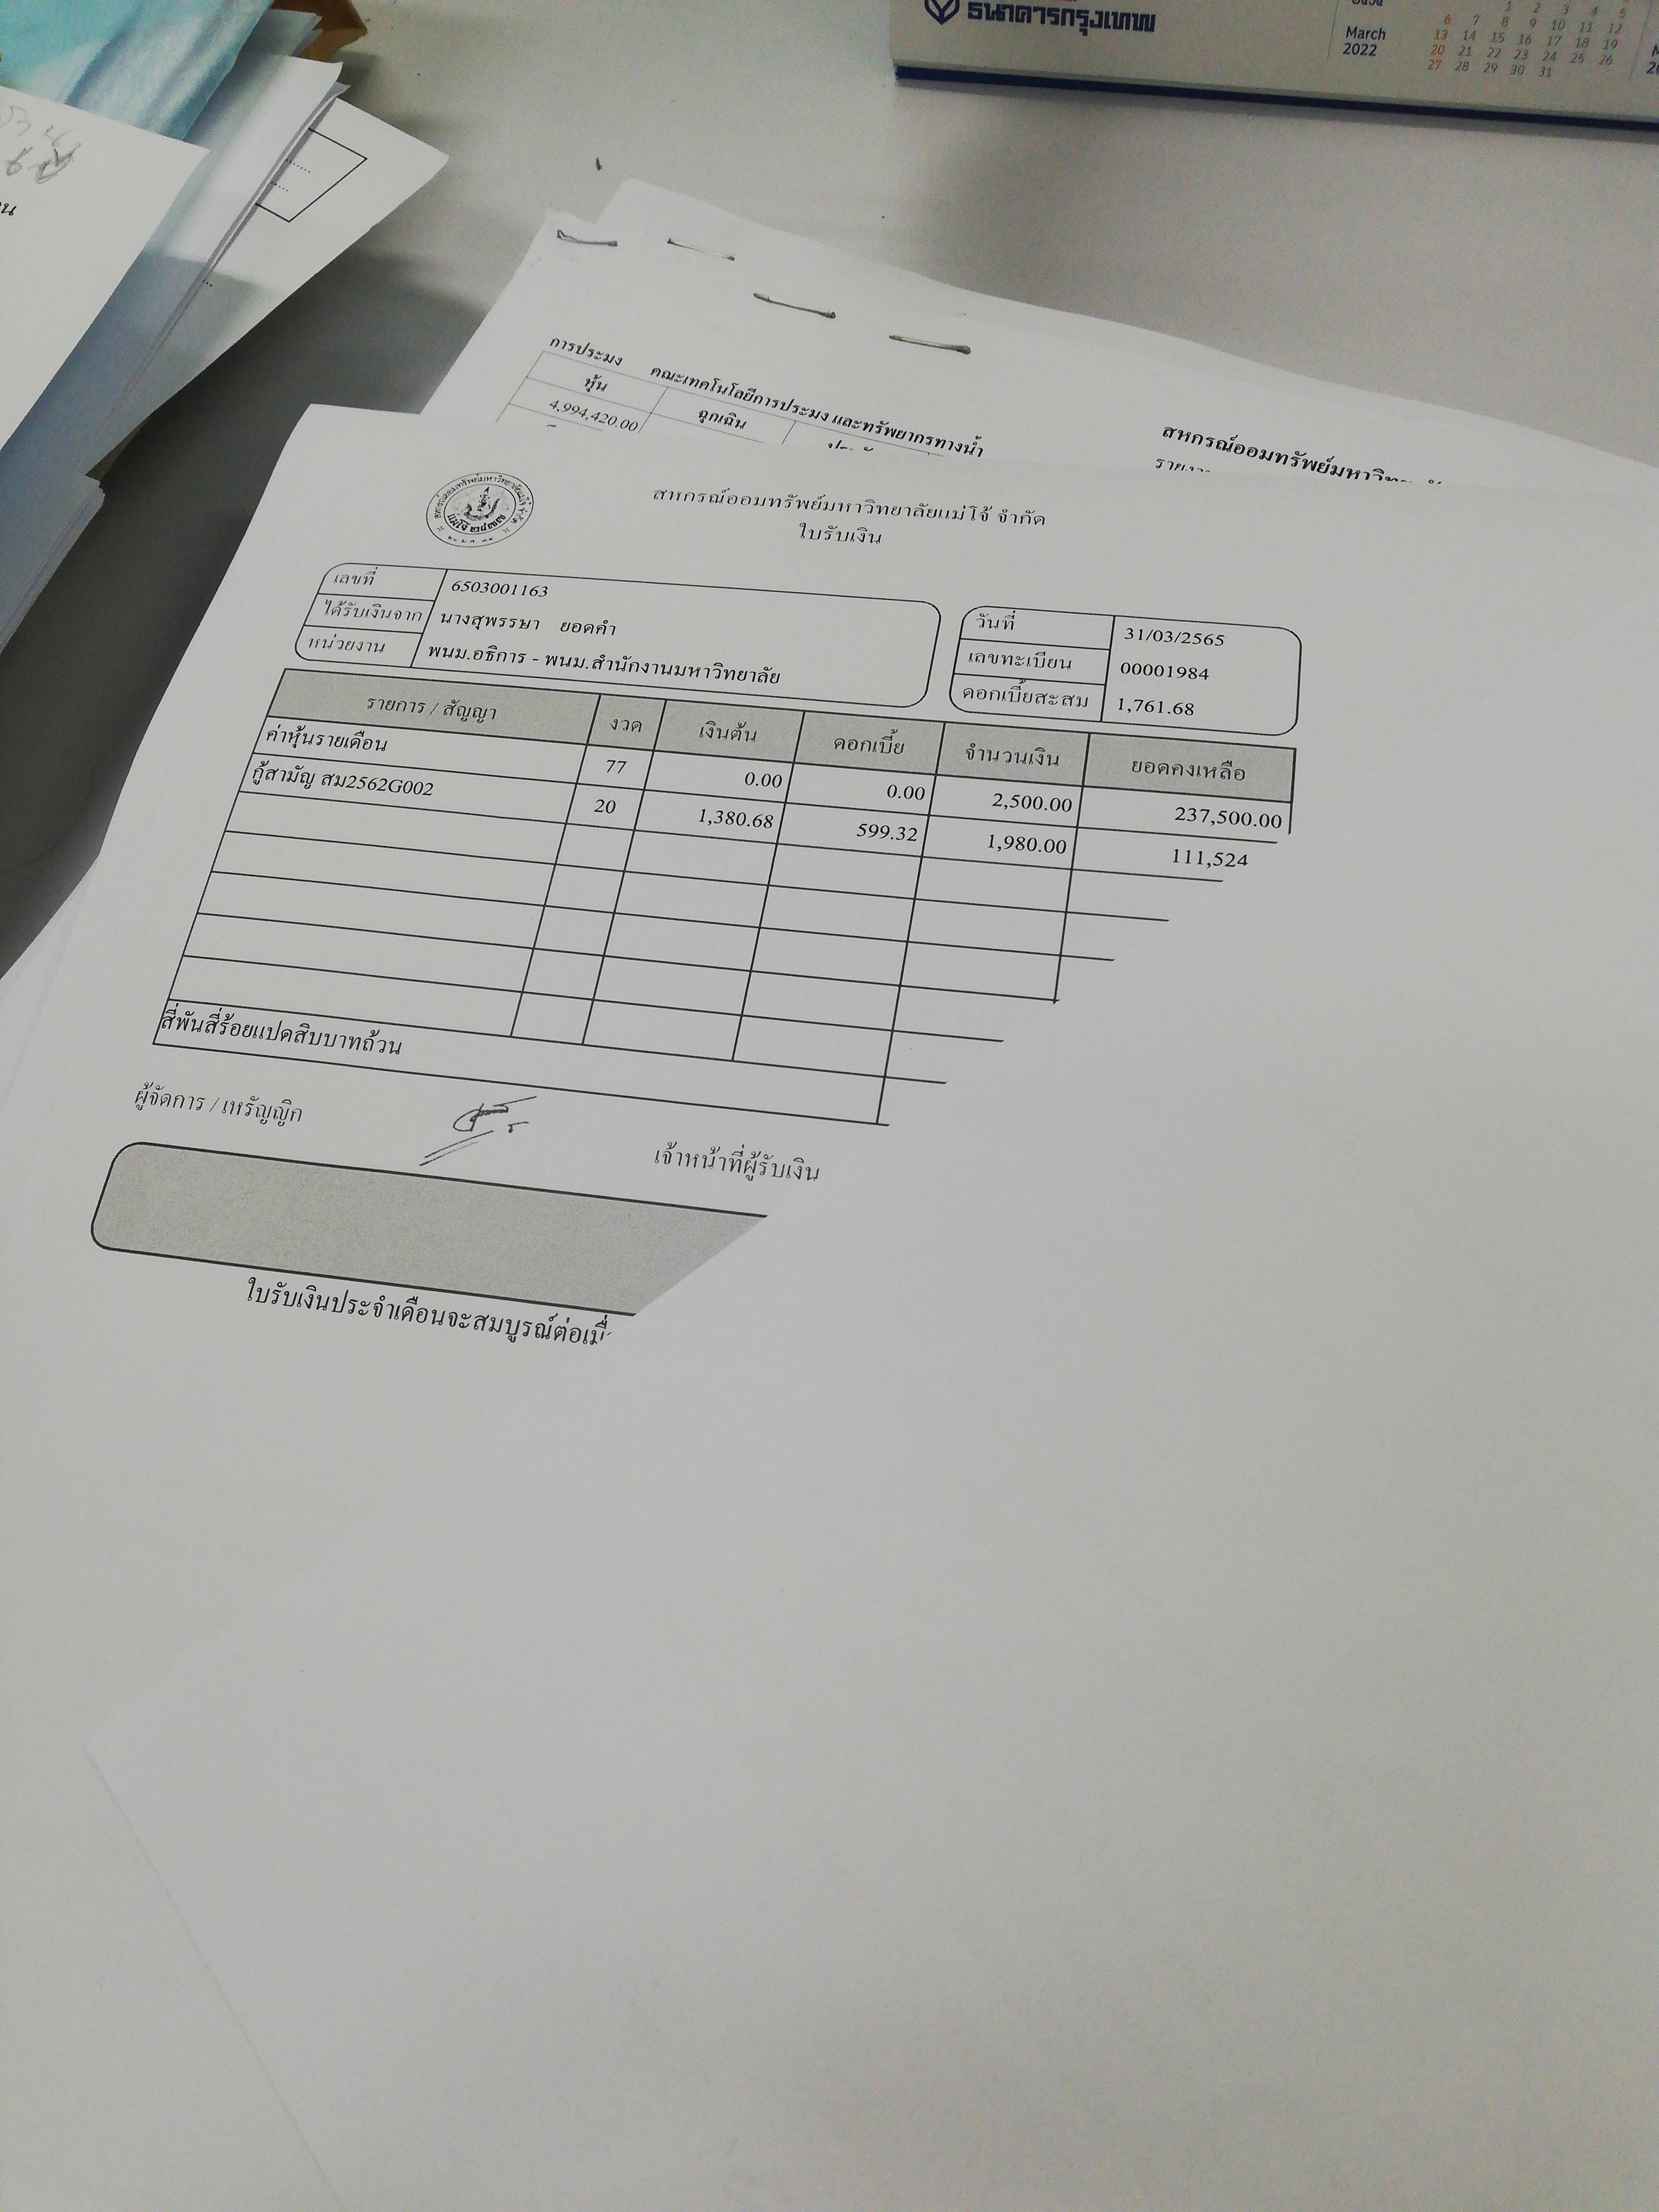 ธนาคารกรุงเทพ
March
2022
1 2 3 4 5
6 7 8 9 10 11 12
13 14 15 16 17 18 19
20 21 22 23 24 25 26
27 28 29 30 31
การประมง คณะเทคโนโลยีการประมง และทรัพยากรทางน้ำ
หุ้น ฉุกเฉิน
4,994,420.00
สหกรณ์ออมทรัพย์มหาวิทยาลัยแม่โจ้ จำกัด
ใบรับเงิน
เลขที่ 6503001163
ได้รับเงินจาก นางสุพรรษา ยอดคำ
หน่วยงาน พนม.อธิการ - พนม.สำนักงานมหาวิทยาลัย
วันที่ 31/03/2565
เลขทะเบียน 00001984
ดอกเบี้ยสะสม 1,761.68
รายการ / สัญญา งวด เงินต้น ดอกเบี้ย จำนวนเงิน ยอดคงเหลือ
ค่าหุ้นรายเดือน 77 0.00 0.00 2,500.00 237,500.00
กู้สามัญ สม2562G002 20 1,380.68 599.32 1,980.00 111,524
สี่พันสี่ร้อยแปดสิบบาทถ้วน
ผู้จัดการ / เหรัญญิก เจ้าหน้าที่ผู้รับเงิน
ใบรับเงินประจำเดือนจะสมบูรณ์ต่อเมื่